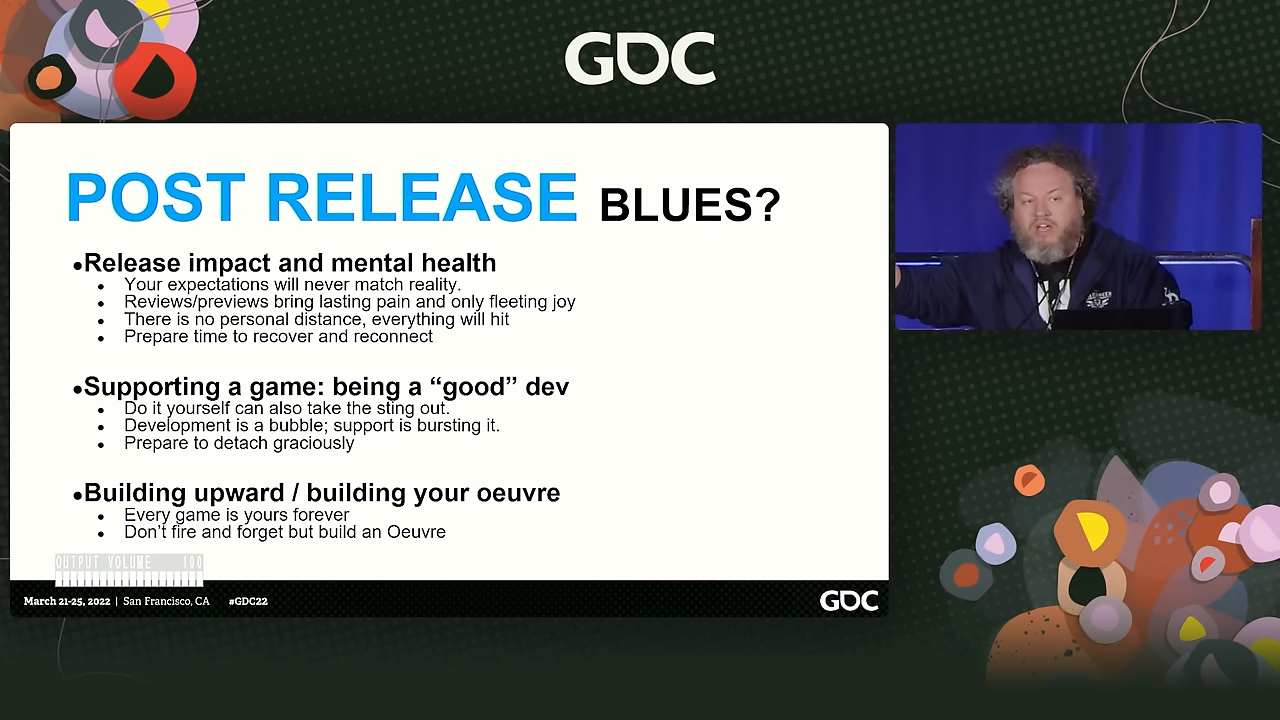 GDC
POST RELEASE BLUES?
•Release impact and mental health
• Your expectations will never match reality.
• Reviews/previews bring lasting pain and only fleeting joy
• There is no personal distance, everything will hit
• Prepare time to recover and reconnect
•Supporting a game: being a “good” dev
• Do it yourself can also take the sting out.
• Development is a bubble; support is bursting it.
• Prepare to detach graciously
•Building upward / building your oeuvre
• Every game is yours forever
• Don’t fire and forget but build an Oeuvre
OUTPUT VOLUME 100
March 21-25, 2022 | San Francisco, CA #GDC22
GDC